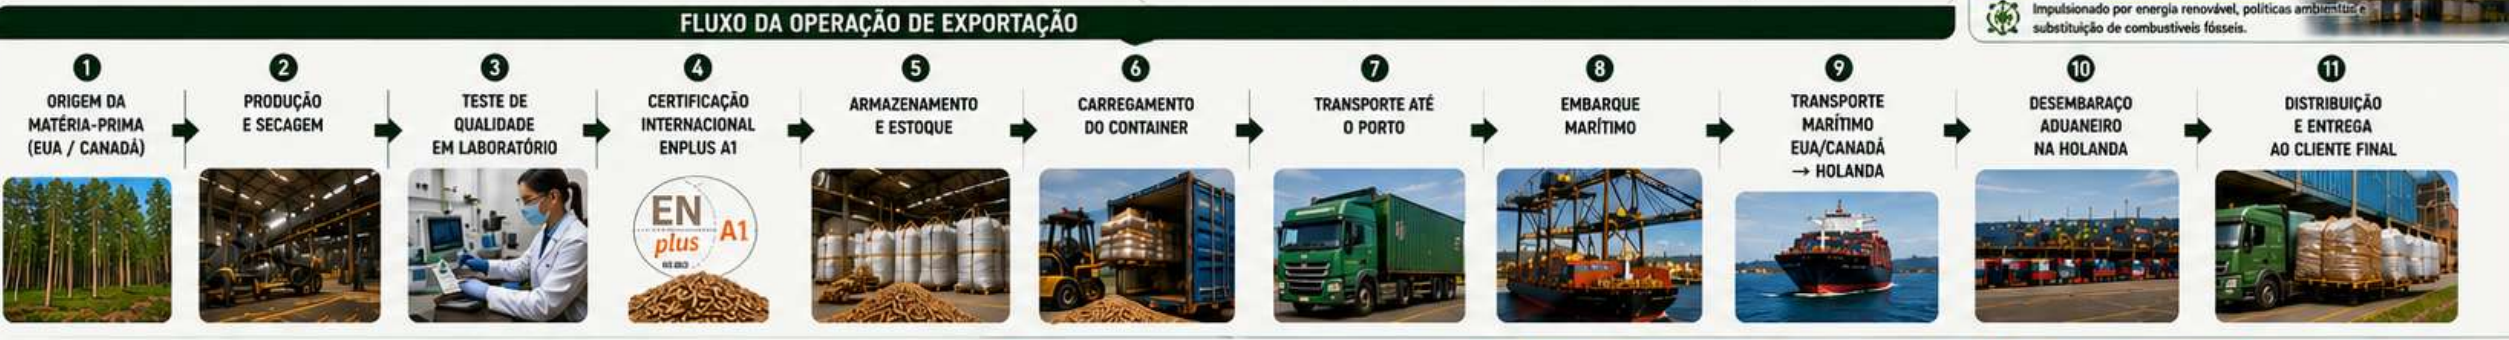 FLUXO DA OPERAÇÃO DE EXPORTAÇÃO
Impulsionado por energia renovável, políticas ambientais e
substituição de combustíveis fósseis.
1
ORIGEM DA
MATÉRIA-PRIMA
(EUA / CANADÁ)
2
PRODUÇÃO
E SECAGEM
3
TESTE DE
QUALIDADE
EM LABORATÓRIO
4
CERTIFICAÇÃO
INTERNACIONAL
ENPLUS A1
EN
plus A1
5
ARMAZENAMENTO
E ESTOQUE
6
CARREGAMENTO
DO CONTAINER
7
TRANSPORTE ATÉ
O PORTO
8
EMBARQUE
MARÍTIMO
9
TRANSPORTE
MARÍTIMO
EUA/CANADÁ
→ HOLANDA
10
DESEMBARAÇO
ADUANEIRO
NA HOLANDA
11
DISTRIBUIÇÃO
E ENTREGA
AO CLIENTE FINAL